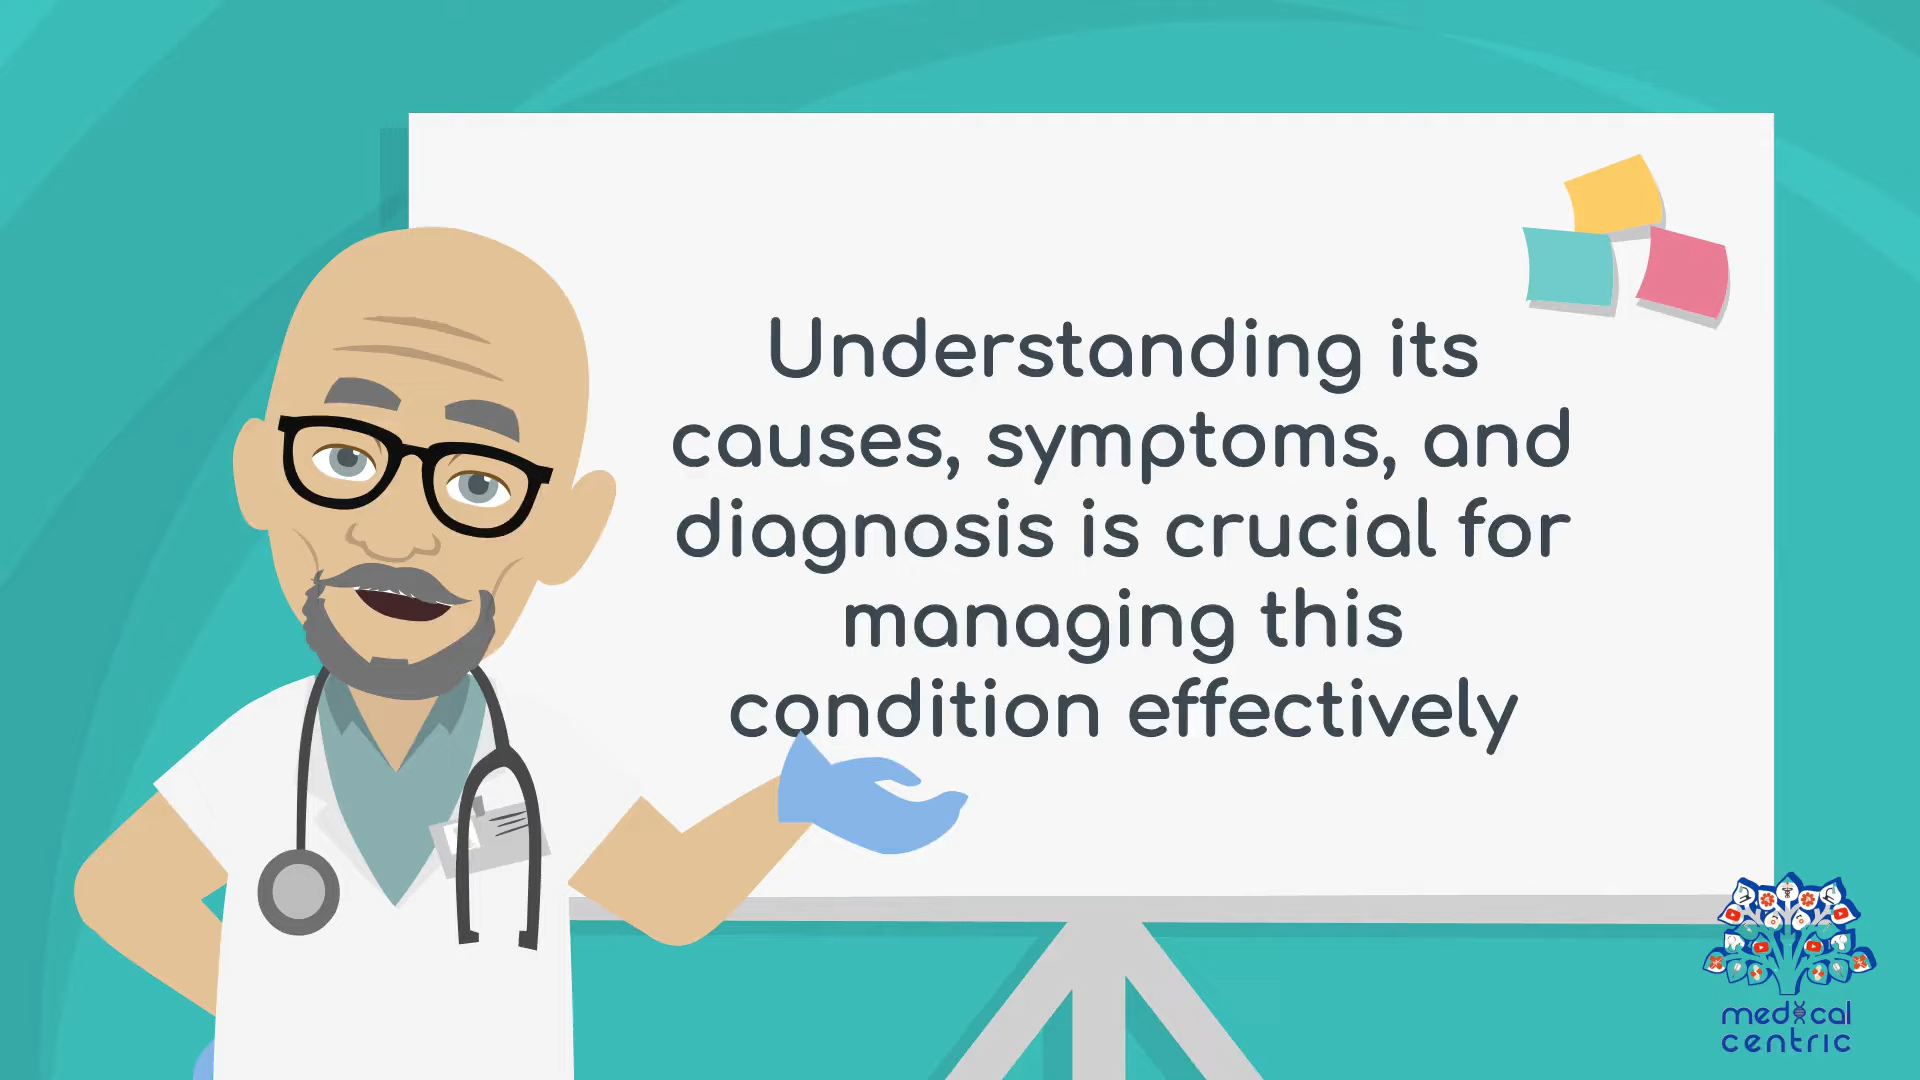 Understanding its
causes, symptoms, and
diagnosis is crucial for
managing this
condition effectively
medical
centric